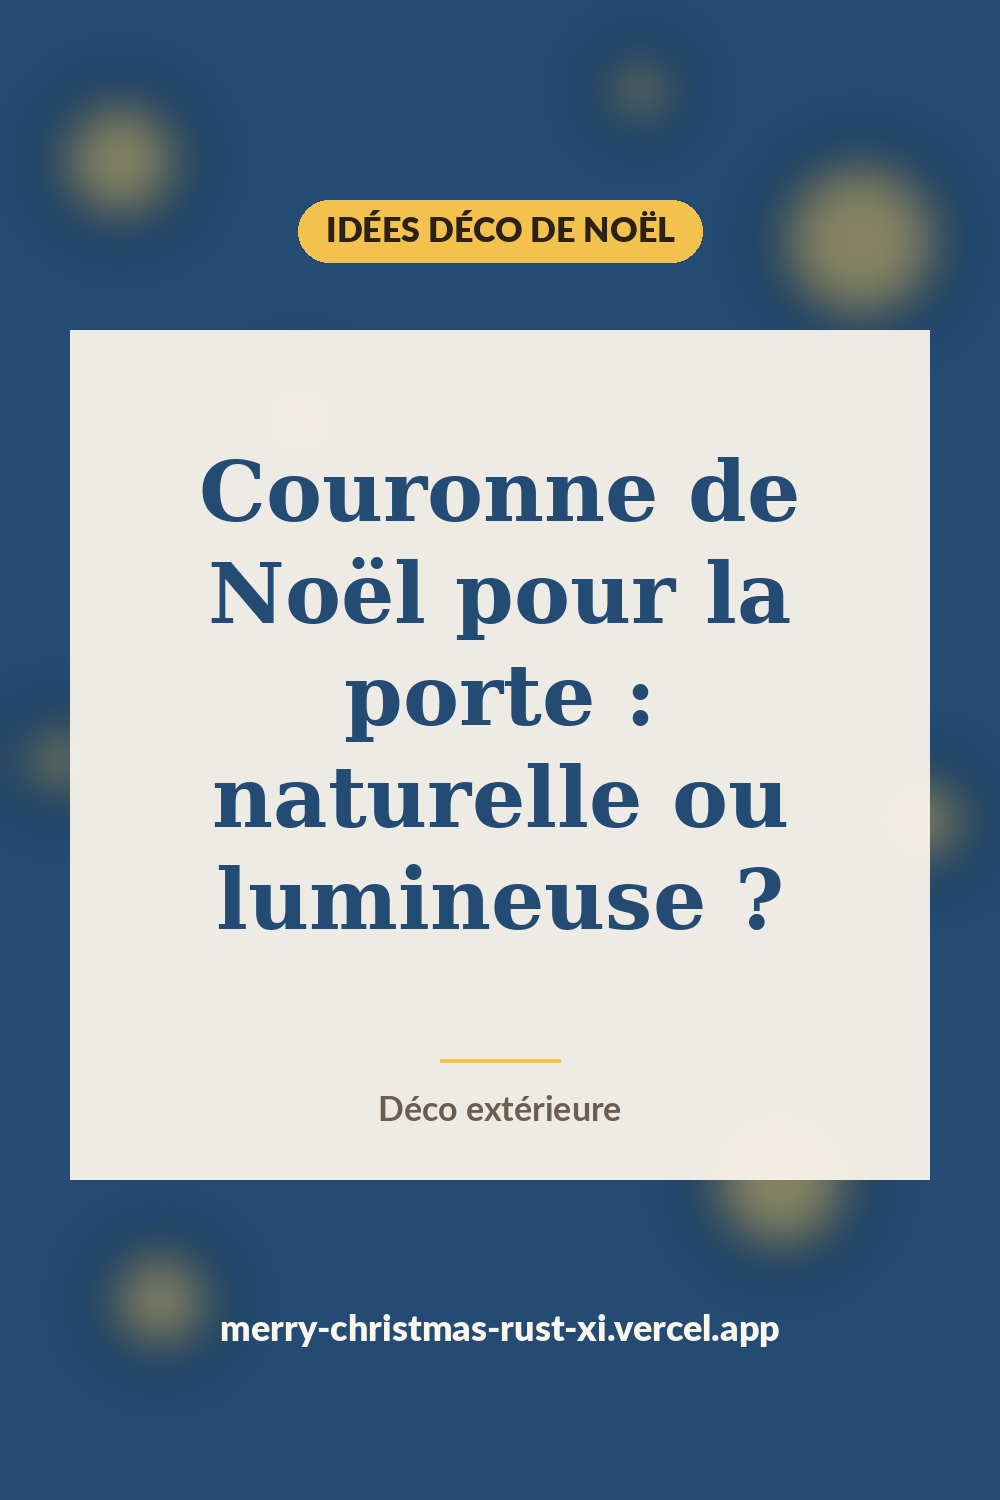 IDÉES DÉCO DE NOËL
Couronne de
Noël pour la
porte :
naturelle ou
lumineuse ?
Déco extérieure
merry-christmas-rust-xi.vercel.app